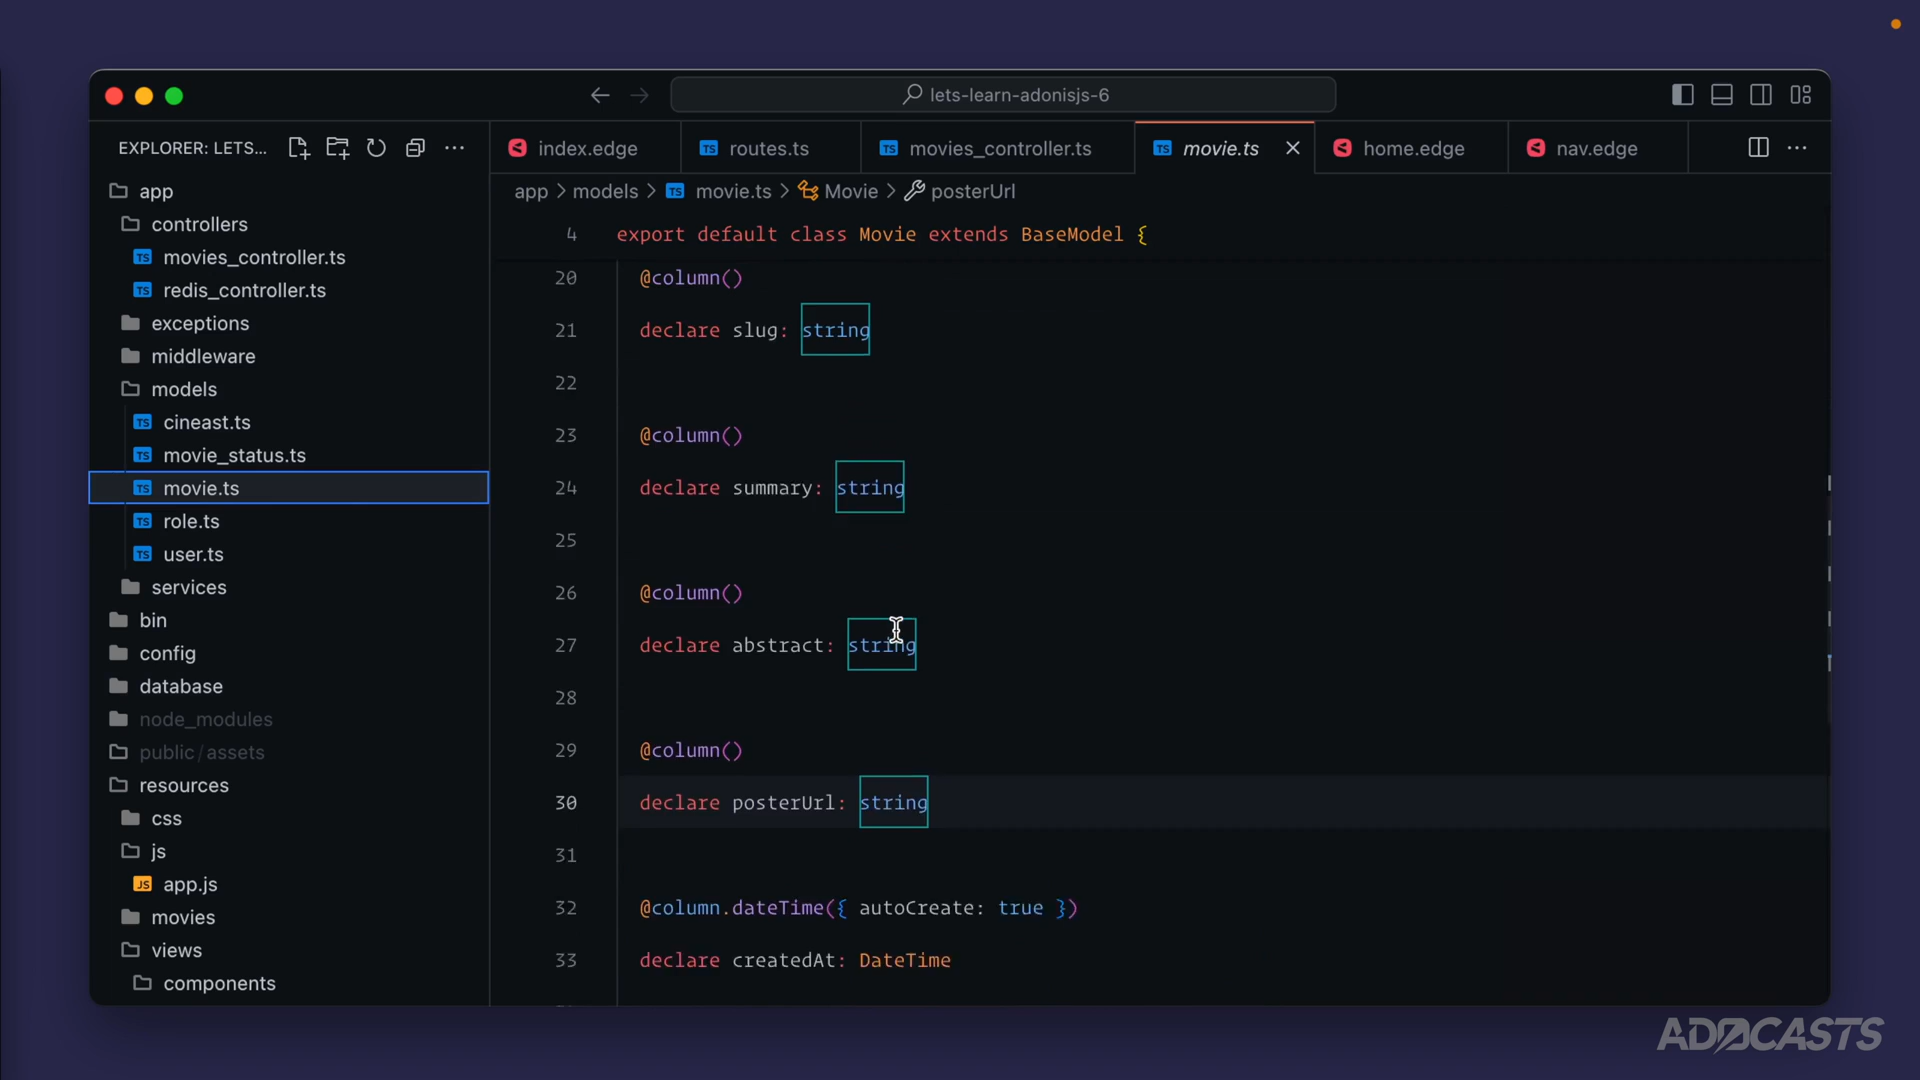 lets-learn-adonisjs-6
EXPLORER: LETS...
index.edge
routes.ts
movies_controller.ts
movie.ts
home.edge
nav.edge
app > models > movie.ts > Movie > posterUrl
app
controllers
movies_controller.ts
redis_controller.ts
exceptions
middleware
models
cineast.ts
movie_status.ts
movie.ts
role.ts
user.ts
services
bin
config
database
node_modules
public/assets
resources
css
js
JS app.js
movies
views
components
4 export default class Movie extends BaseModel {
20 @column()
21 declare slug: string
22
23 @column()
24 declare summary: string
25
26 @column()
27 declare abstract: string
28
29 @column()
30 declare posterUrl: string
31
32 @column.dateTime({ autoCreate: true })
33 declare createdAt: DateTime
ADOCASTS